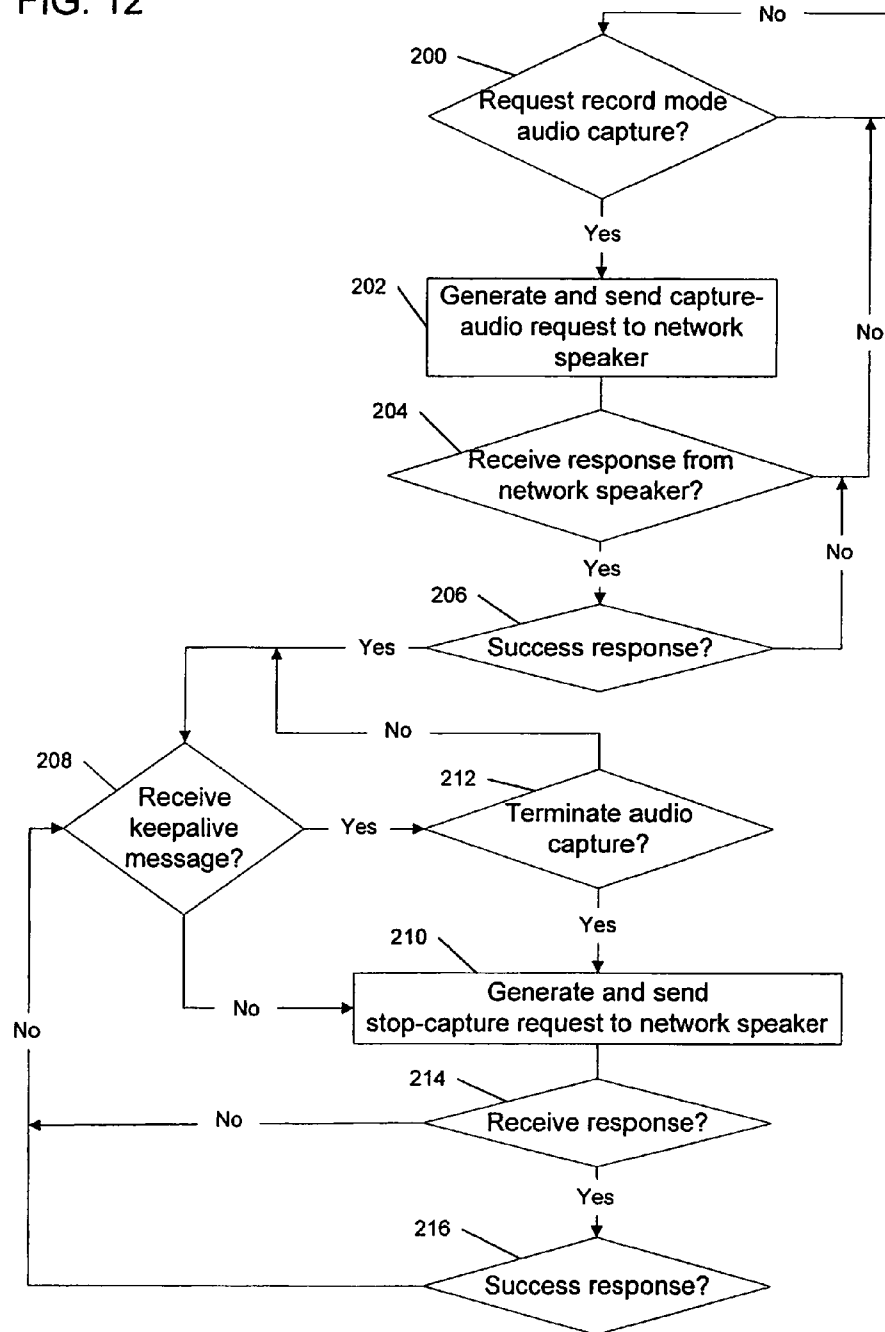 FIG. 12
No
200
Request record mode
audio capture?
Yes
202
Generate and send capture-
audio request to network
speaker
No
204
Receive response from
network speaker?
No
Yes
206
Success response?
Yes
No
208
Receive
keepalive
message?
Yes
212
Terminate audio
capture?
Yes
210
No
Generate and send
stop-capture request to network speaker
No
214
Receive response?
No
Yes
216
Success response?